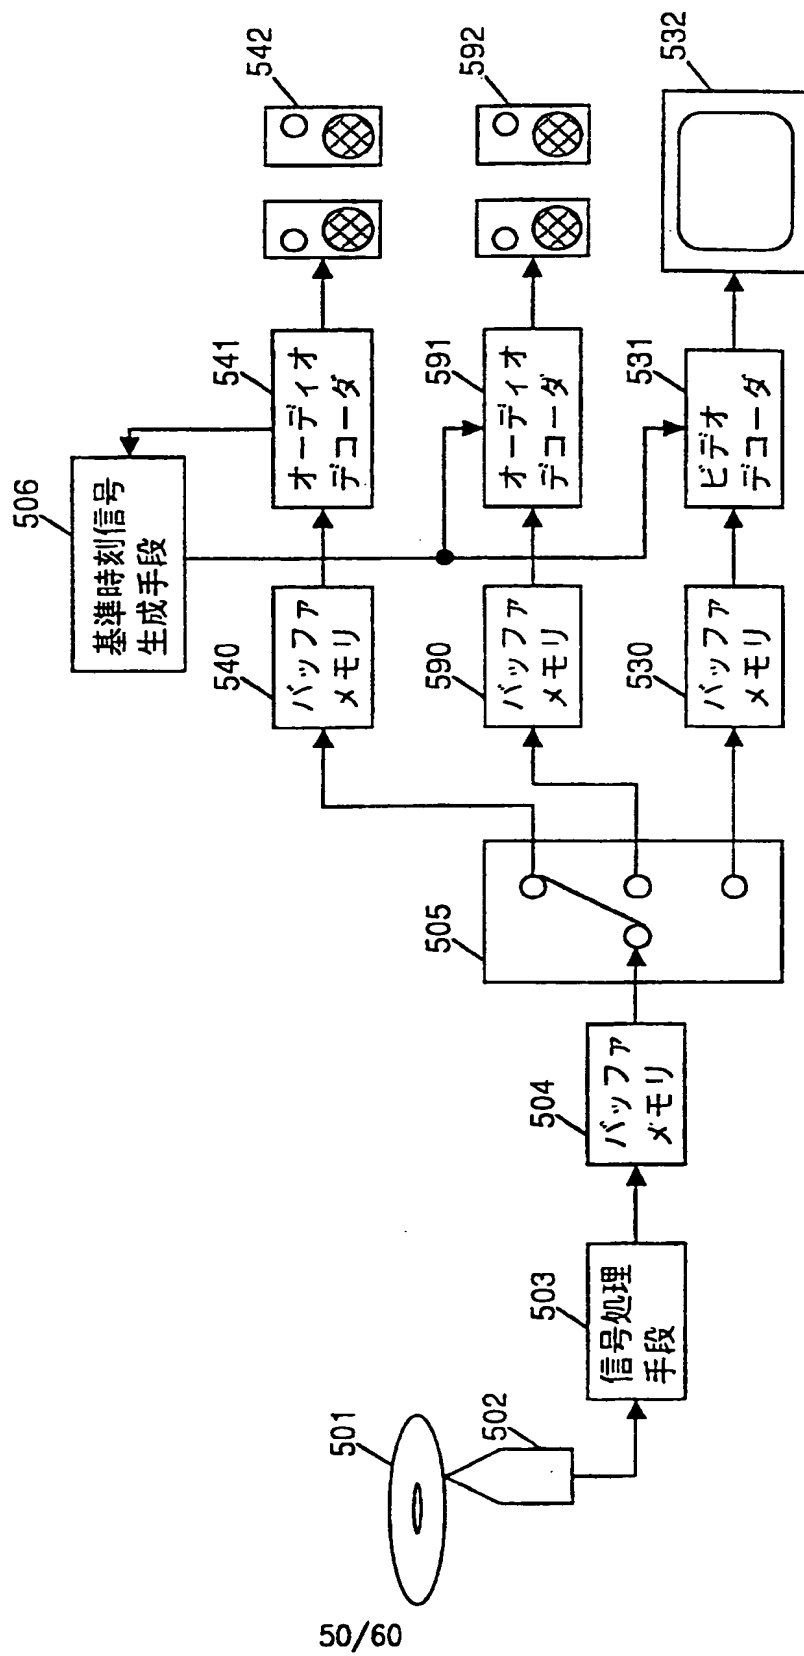 506
基準時刻信号
生成手段
541
オーディオ
デコーダ
542
540
バッファ
メモリ
591
オーディオ
デコーダ
592
590
バッファ
メモリ
531
ビデオ
デコーダ
532
530
バッファ
メモリ
505
504
バッファ
メモリ
503
信号処理
手段
501
502
50/60